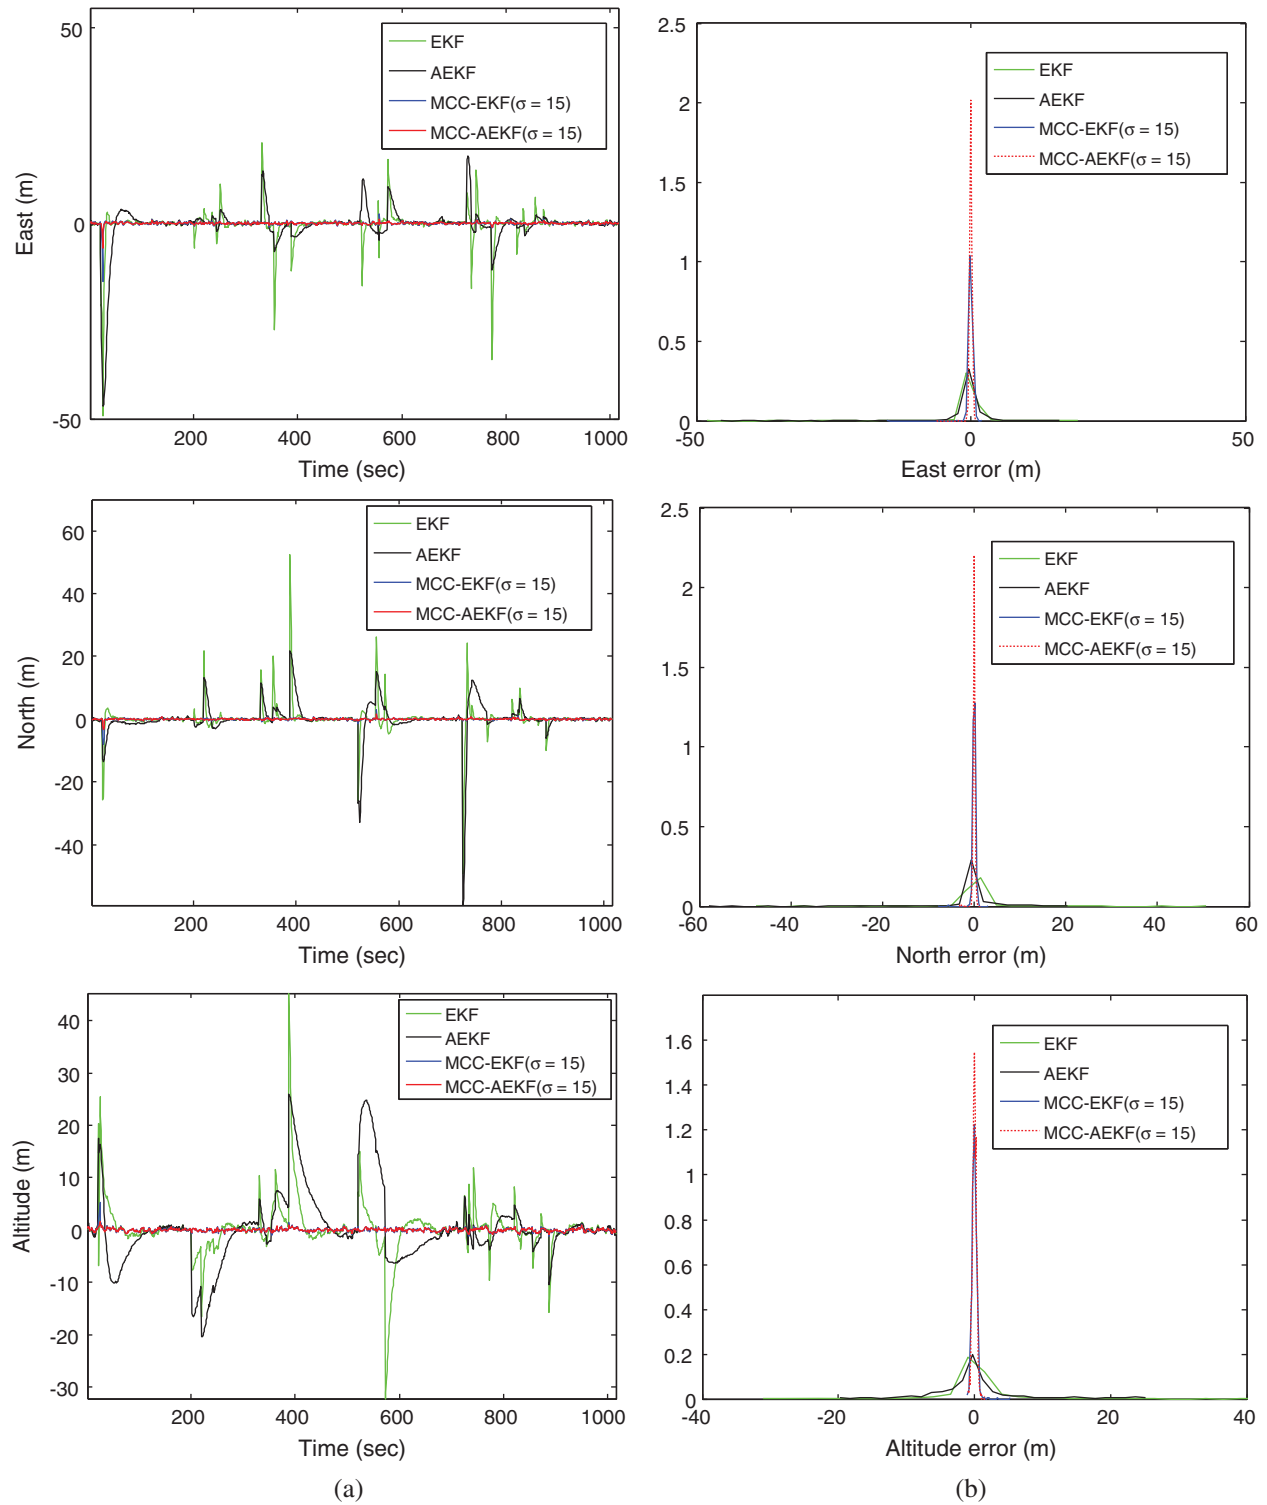 50
0
-50
East (m)
EKF
AEKF
MCC-EKF(σ = 15)
MCC-AEKF(σ = 15)
200 400 600 800 1000
Time (sec)
2.5
2
1.5
1
0.5
0
EKF
AEKF
MCC-EKF(σ = 15)
MCC-AEKF(σ = 15)
-50 0 50
East error (m)
60
40
20
0
-20
-40
North (m)
EKF
AEKF
MCC-EKF(σ = 15)
MCC-AEKF(σ = 15)
200 400 600 800 1000
Time (sec)
2.5
2
1.5
1
0.5
0
EKF
AEKF
MCC-EKF(σ = 15)
MCC-AEKF(σ = 15)
-60 -40 -20 0 20 40 60
North error (m)
40
30
20
10
0
-10
-20
-30
Altitude (m)
EKF
AEKF
MCC-EKF(σ = 15)
MCC-AEKF(σ = 15)
200 400 600 800 1000
Time (sec)
(a)
1.6
1.4
1.2
1
0.8
0.6
0.4
0.2
0
EKF
AEKF
MCC-EKF(σ = 15)
MCC-AEKF(σ = 15)
-40 -20 0 20 40
Altitude error (m)
(b)